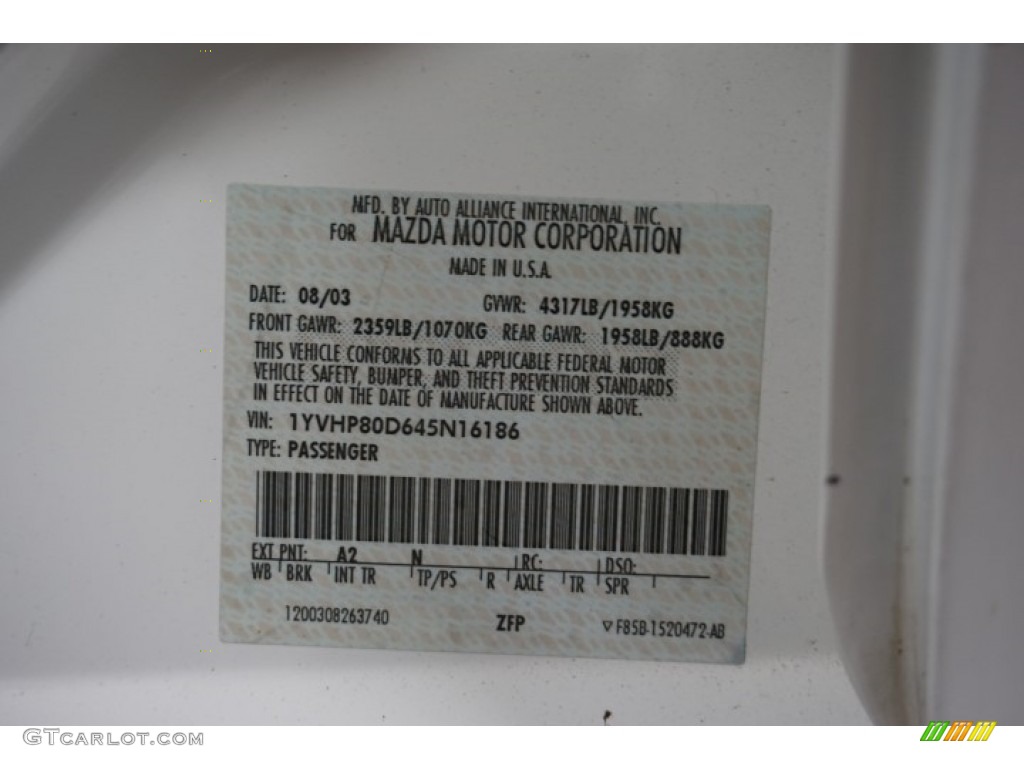 MFD. BY AUTO ALLIANCE INTERNATIONAL, INC.
FOR MAZDA MOTOR CORPORATION
MADE IN U.S.A.
DATE: 08/03 GVWR: 4317LB/1958KG
FRONT GAWR: 2359LB/1070KG REAR GAWR: 1958LB/888KG
THIS VEHICLE CONFORMS TO ALL APPLICABLE FEDERAL MOTOR
VEHICLE SAFETY, BUMPER, AND THEFT PREVENTION STANDARDS
IN EFFECT ON THE DATE OF MANUFACTURE SHOWN ABOVE.
VIN: 1YVHP80D645N16186
TYPE: PASSENGER
EXT PNT: A2 N RC: DSO:
WB BRK INT TR TP/PS R AXLE TR SPR
1200308263740 ZFP F85B-1520472-AB
GTCARLOT.COM